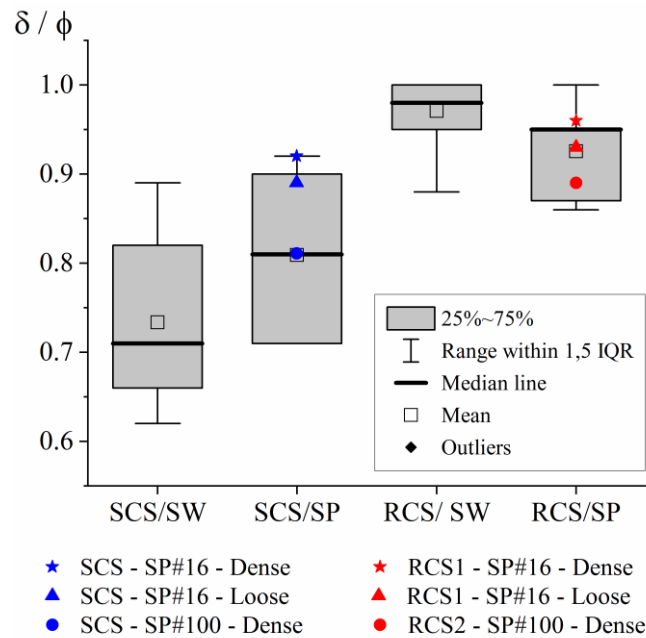 δ / ϕ
1.0
0.9
0.8
0.7
0.6
25%~75%
Range within 1,5 IQR
Median line
Mean
Outliers
SCS/SW SCS/SP RCS/ SW RCS/SP
SCS - SP#16 - Dense
SCS - SP#16 - Loose
SCS - SP#100 - Dense
RCS1 - SP#16 - Dense
RCS1 - SP#16 - Loose
RCS2 - SP#100 - Dense